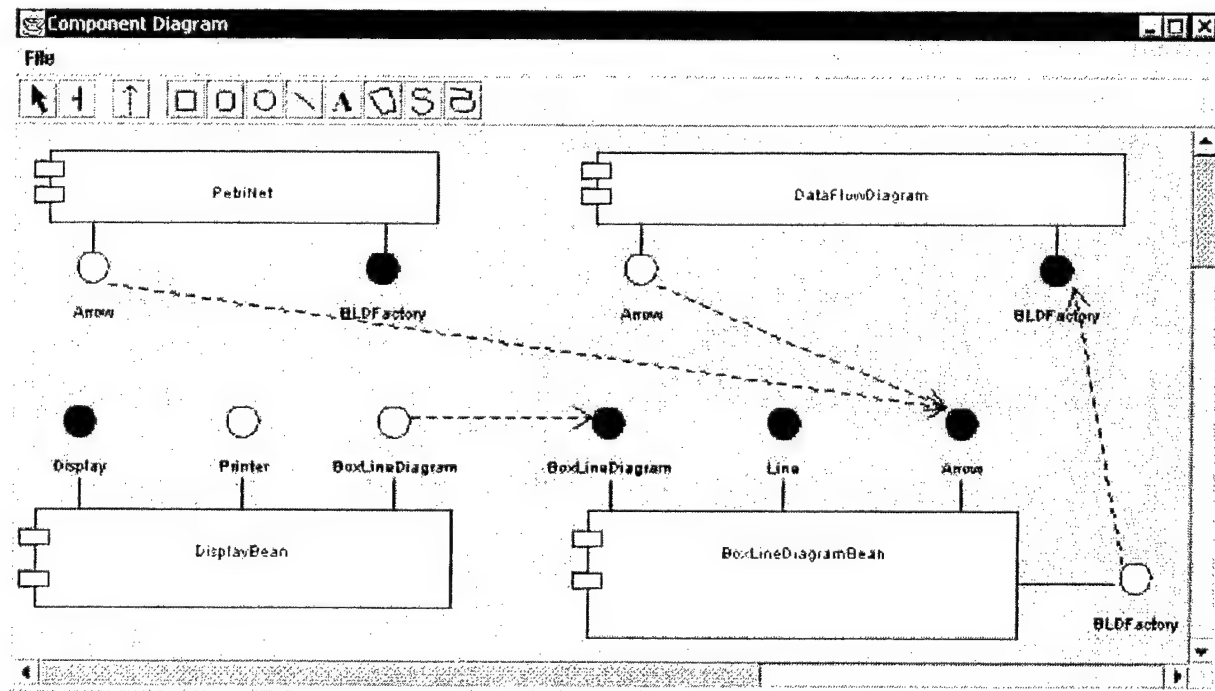 Component Diagram
File
A
PetriNet
DataFlowDiagram
Arrow
BLDFactory
Arrow
BLDFactory
Display
Printer
BoxLineDiagram
BoxLineDiagram
Line
Arrow
DisplayBean
BoxLineDiagramBean
BLDFactory